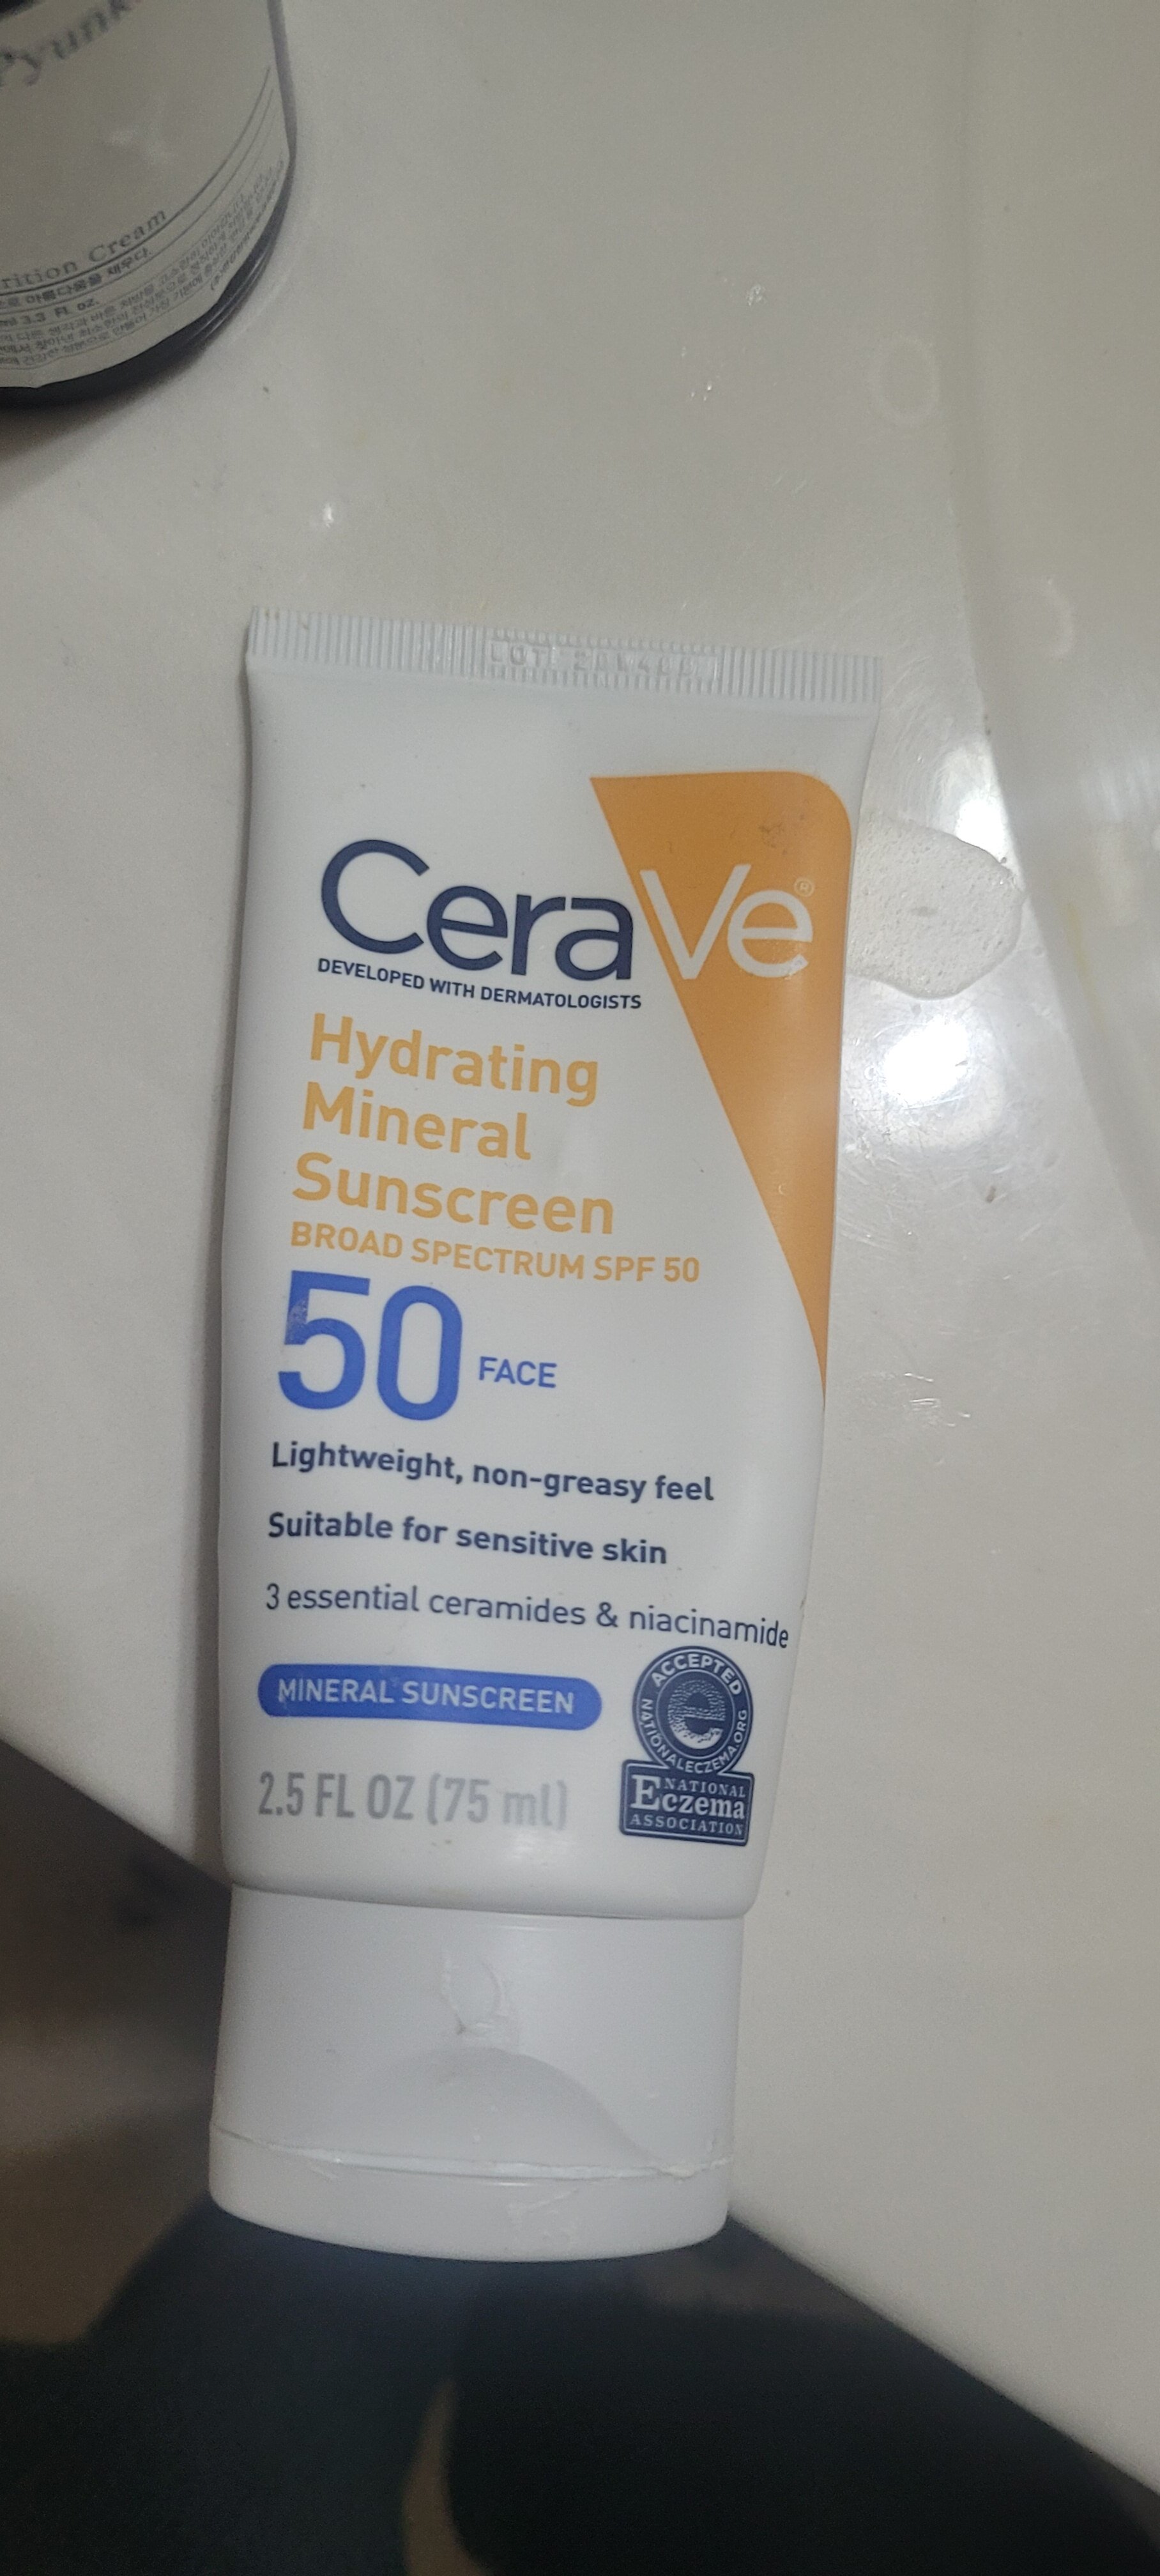 Pyunk
rition Cream
3.3 Fl. oz.
LOT
CeraVe®
DEVELOPED WITH DERMATOLOGISTS
Hydrating
Mineral
Sunscreen
BROAD SPECTRUM SPF 50
50 FACE
Lightweight, non-greasy feel
Suitable for sensitive skin
3 essential ceramides & niacinamide
MINERAL SUNSCREEN
ACCEPTED
e
NATIONALECZEMA.ORG
2.5 FL OZ (75 ml)
NATIONAL
Eczema
ASSOCIATION